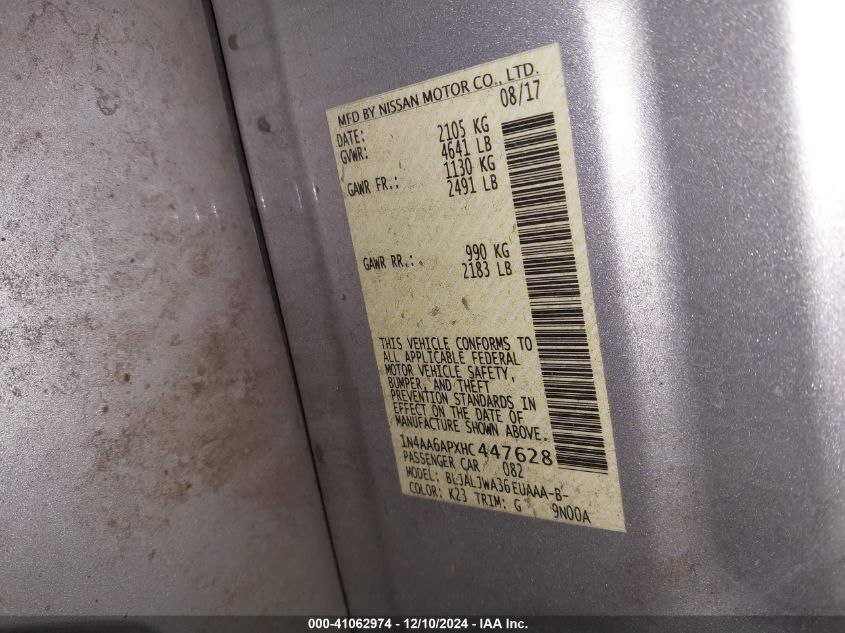 MFD BY NISSAN MOTOR CO., LTD.
DATE: 08/17
GVWR: 2105 KG
4641 LB
GAWR FR.: 1130 KG
2491 LB
GAWR RR.: 990 KG
2183 LB
THIS VEHICLE CONFORMS TO
ALL APPLICABLE FEDERAL
MOTOR VEHICLE SAFETY,
BUMPER, AND THEFT
PREVENTION STANDARDS IN
EFFECT ON THE DATE OF
MANUFACTURE SHOWN ABOVE.
1N4AA6APXHC447628
PASSENGER CAR 082
MODEL: BLJALJWA36EUAAA-B-
COLOR: K23 TRIM: G 9N00A
000-41062974 - 12/10/2024 - IAA Inc.